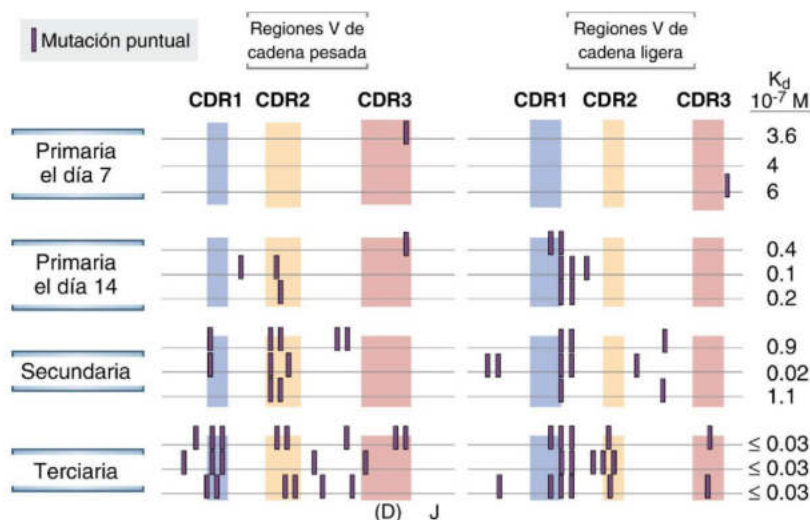 Mutación puntual
Regiones V de
cadena pesada
Regiones V de
cadena ligera
CDR1 CDR2 CDR3 CDR1 CDR2 CDR3
Kd
10-7 M
Primaria
el día 7
3.6
4
6
Primaria
el día 14
0.4
0.1
0.2
Secundaria
0.9
0.02
1.1
Terciaria
≤ 0.03
≤ 0.03
≤ 0.03
(D) J